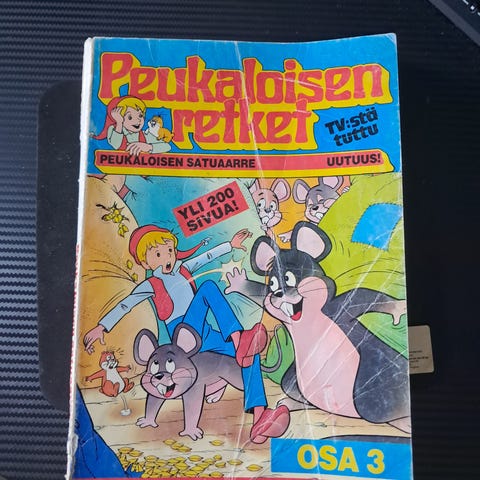 Peukaloisen
retket
TV:stä
tuttu
PEUKALOISEN SATUAARRE UUTUUS!
YLI 200
SIVUA!
OSA 3